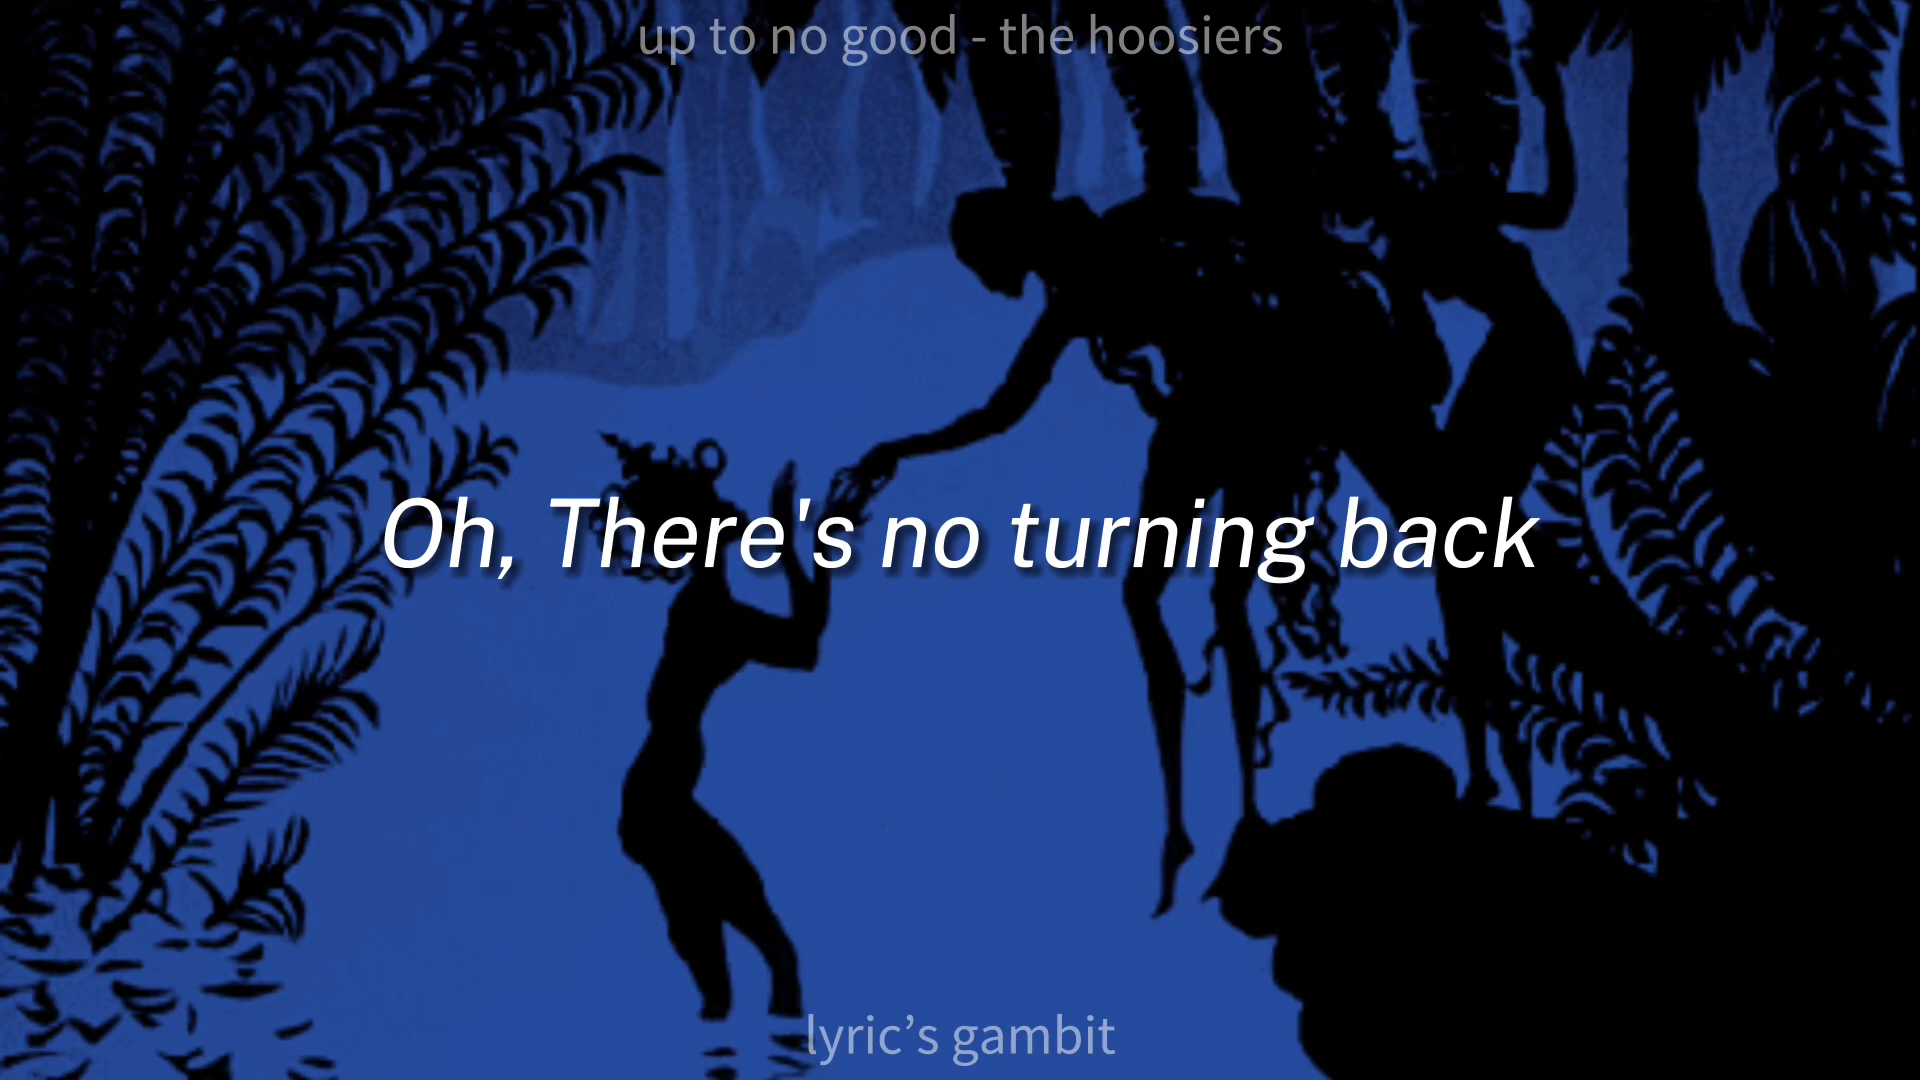 up to no good - the hoosiers
Oh, There's no turning back
lyric’s gambit